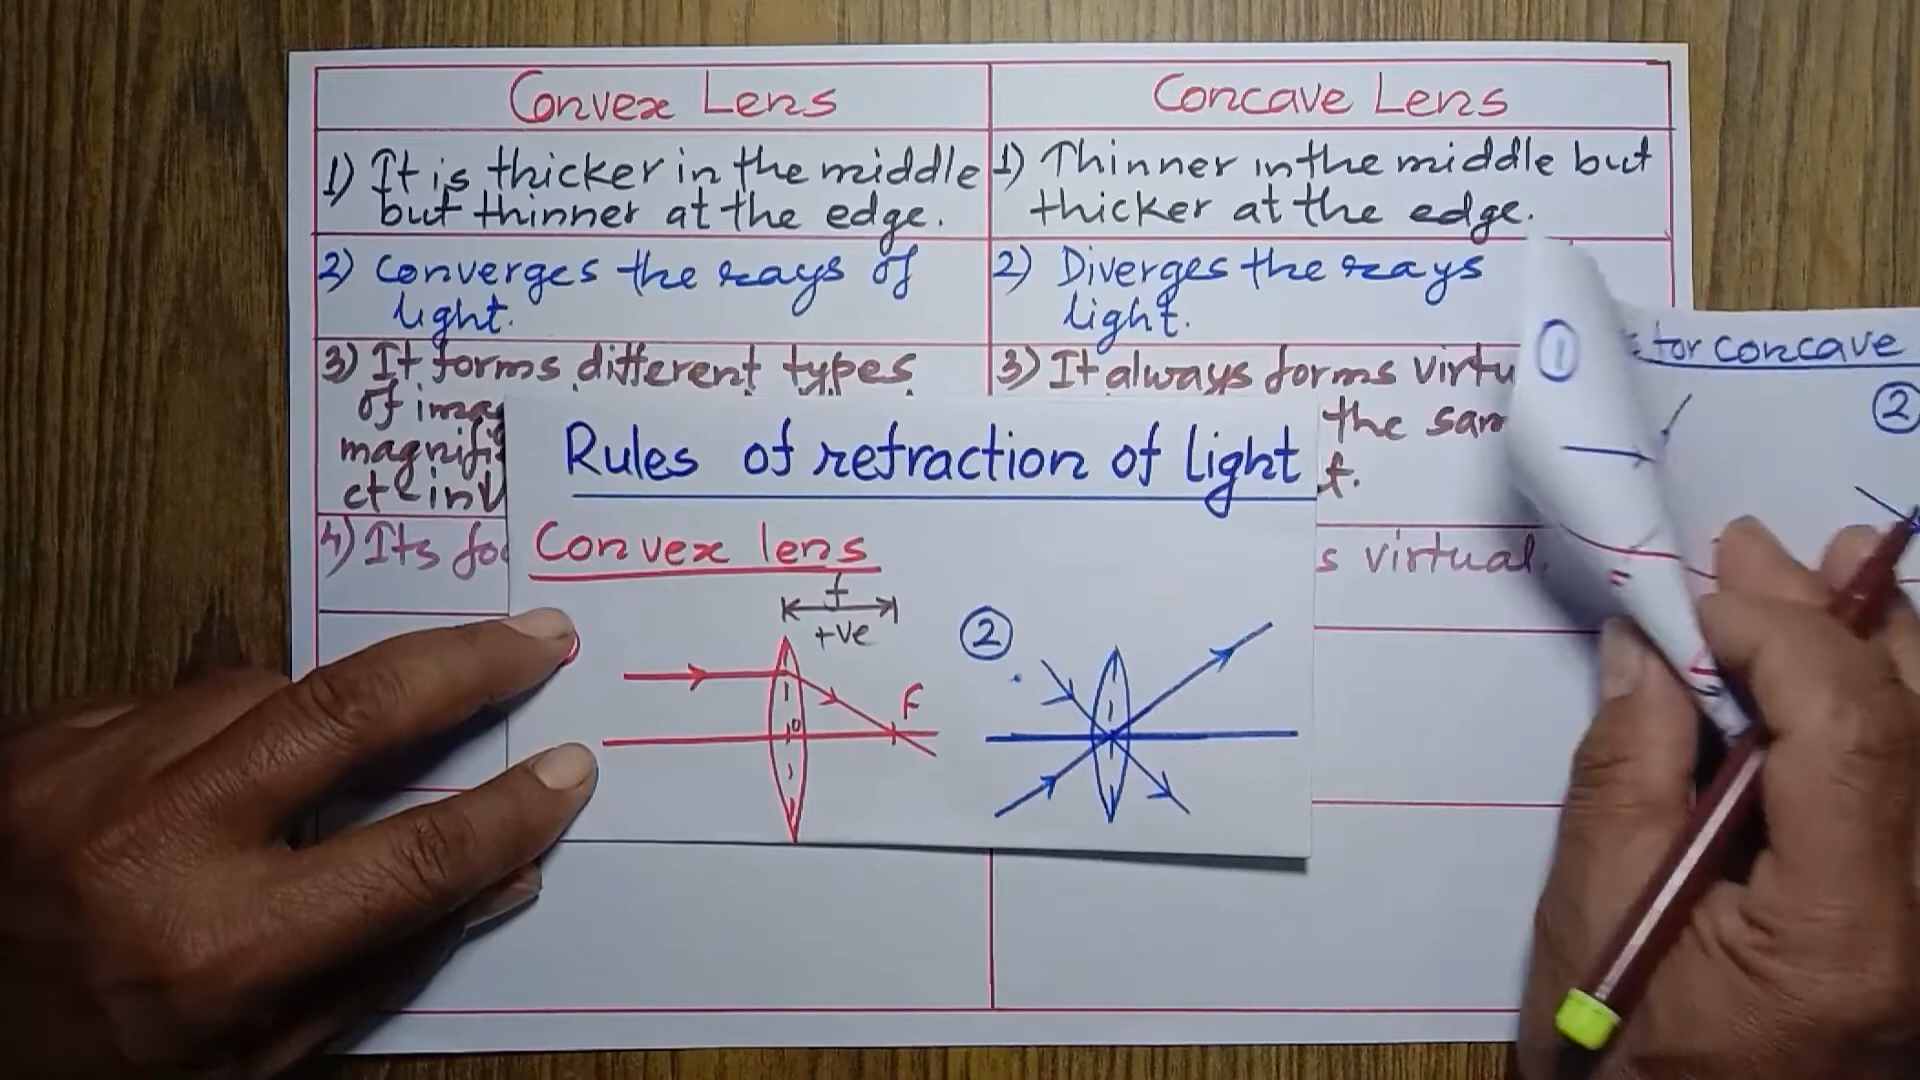 Convex Lens
Concave Lens
1) It is thicker in the middle
but thinner at the edge.
1) Thinner in the middle but
thicker at the edge.
2) Converges the rays of
light.
2) Diverges the rays
light.
3) It forms different types
of
3) It always forms
the
4) Its
virtual.
Rules of refraction of light
Convex lens
f
+ve
F
O
2
1
for concave
2